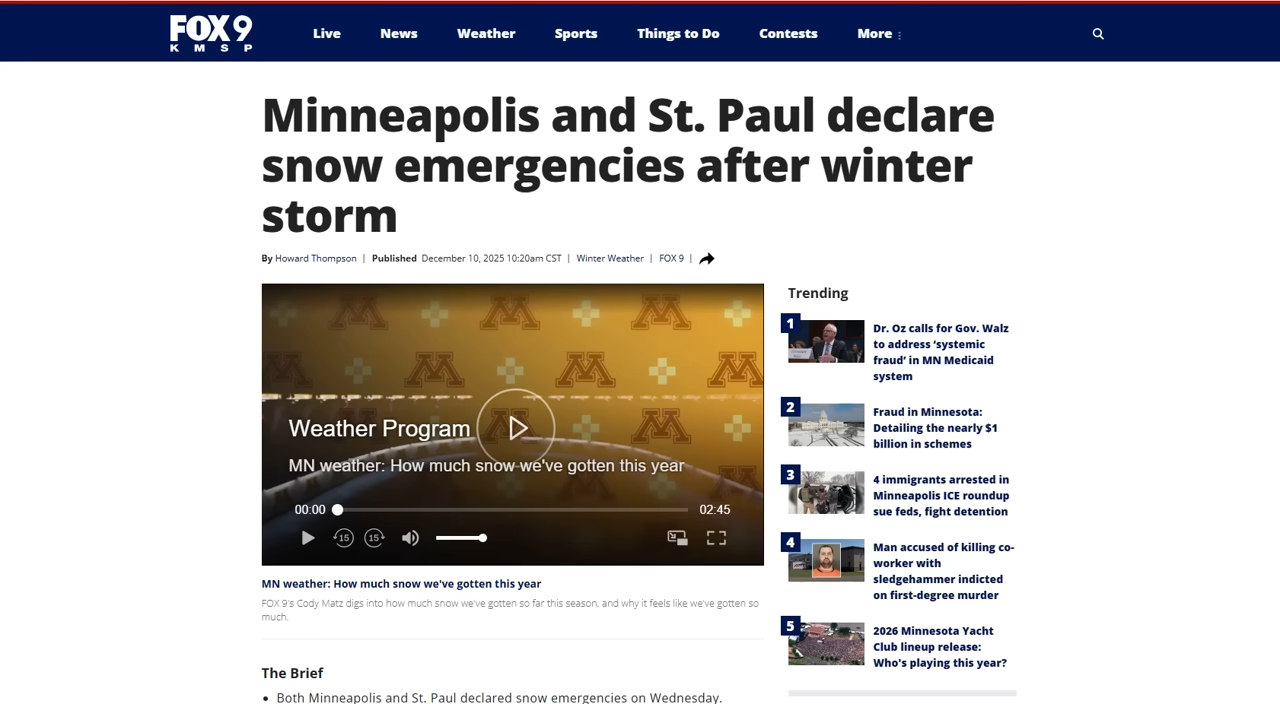 FOX 9
KMSP
Live
News
Weather
Sports
Things to Do
Contests
More
Minneapolis and St. Paul declare
snow emergencies after winter
storm
By Howard Thompson | Published December 10, 2025 10:20am CST | Winter Weather | FOX 9 |
Weather Program
MN weather: How much snow we've gotten this year
00:00
02:45
15
15
MN weather: How much snow we've gotten this year
FOX 9's Cody Matz digs into how much snow we've gotten so far this season, and why it feels like we've gotten so
much.
The Brief
• Both Minneapolis and St. Paul declared snow emergencies on Wednesday.
Trending
1
Dr. Oz calls for Gov. Walz
to address ‘systemic
fraud’ in MN Medicaid
system
2
Fraud in Minnesota:
Detailing the nearly $1
billion in schemes
3
4 immigrants arrested in
Minneapolis ICE roundup
sue feds, fight detention
4
Man accused of killing co-
worker with
sledgehammer indicted
on first-degree murder
5
2026 Minnesota Yacht
Club lineup release:
Who's playing this year?